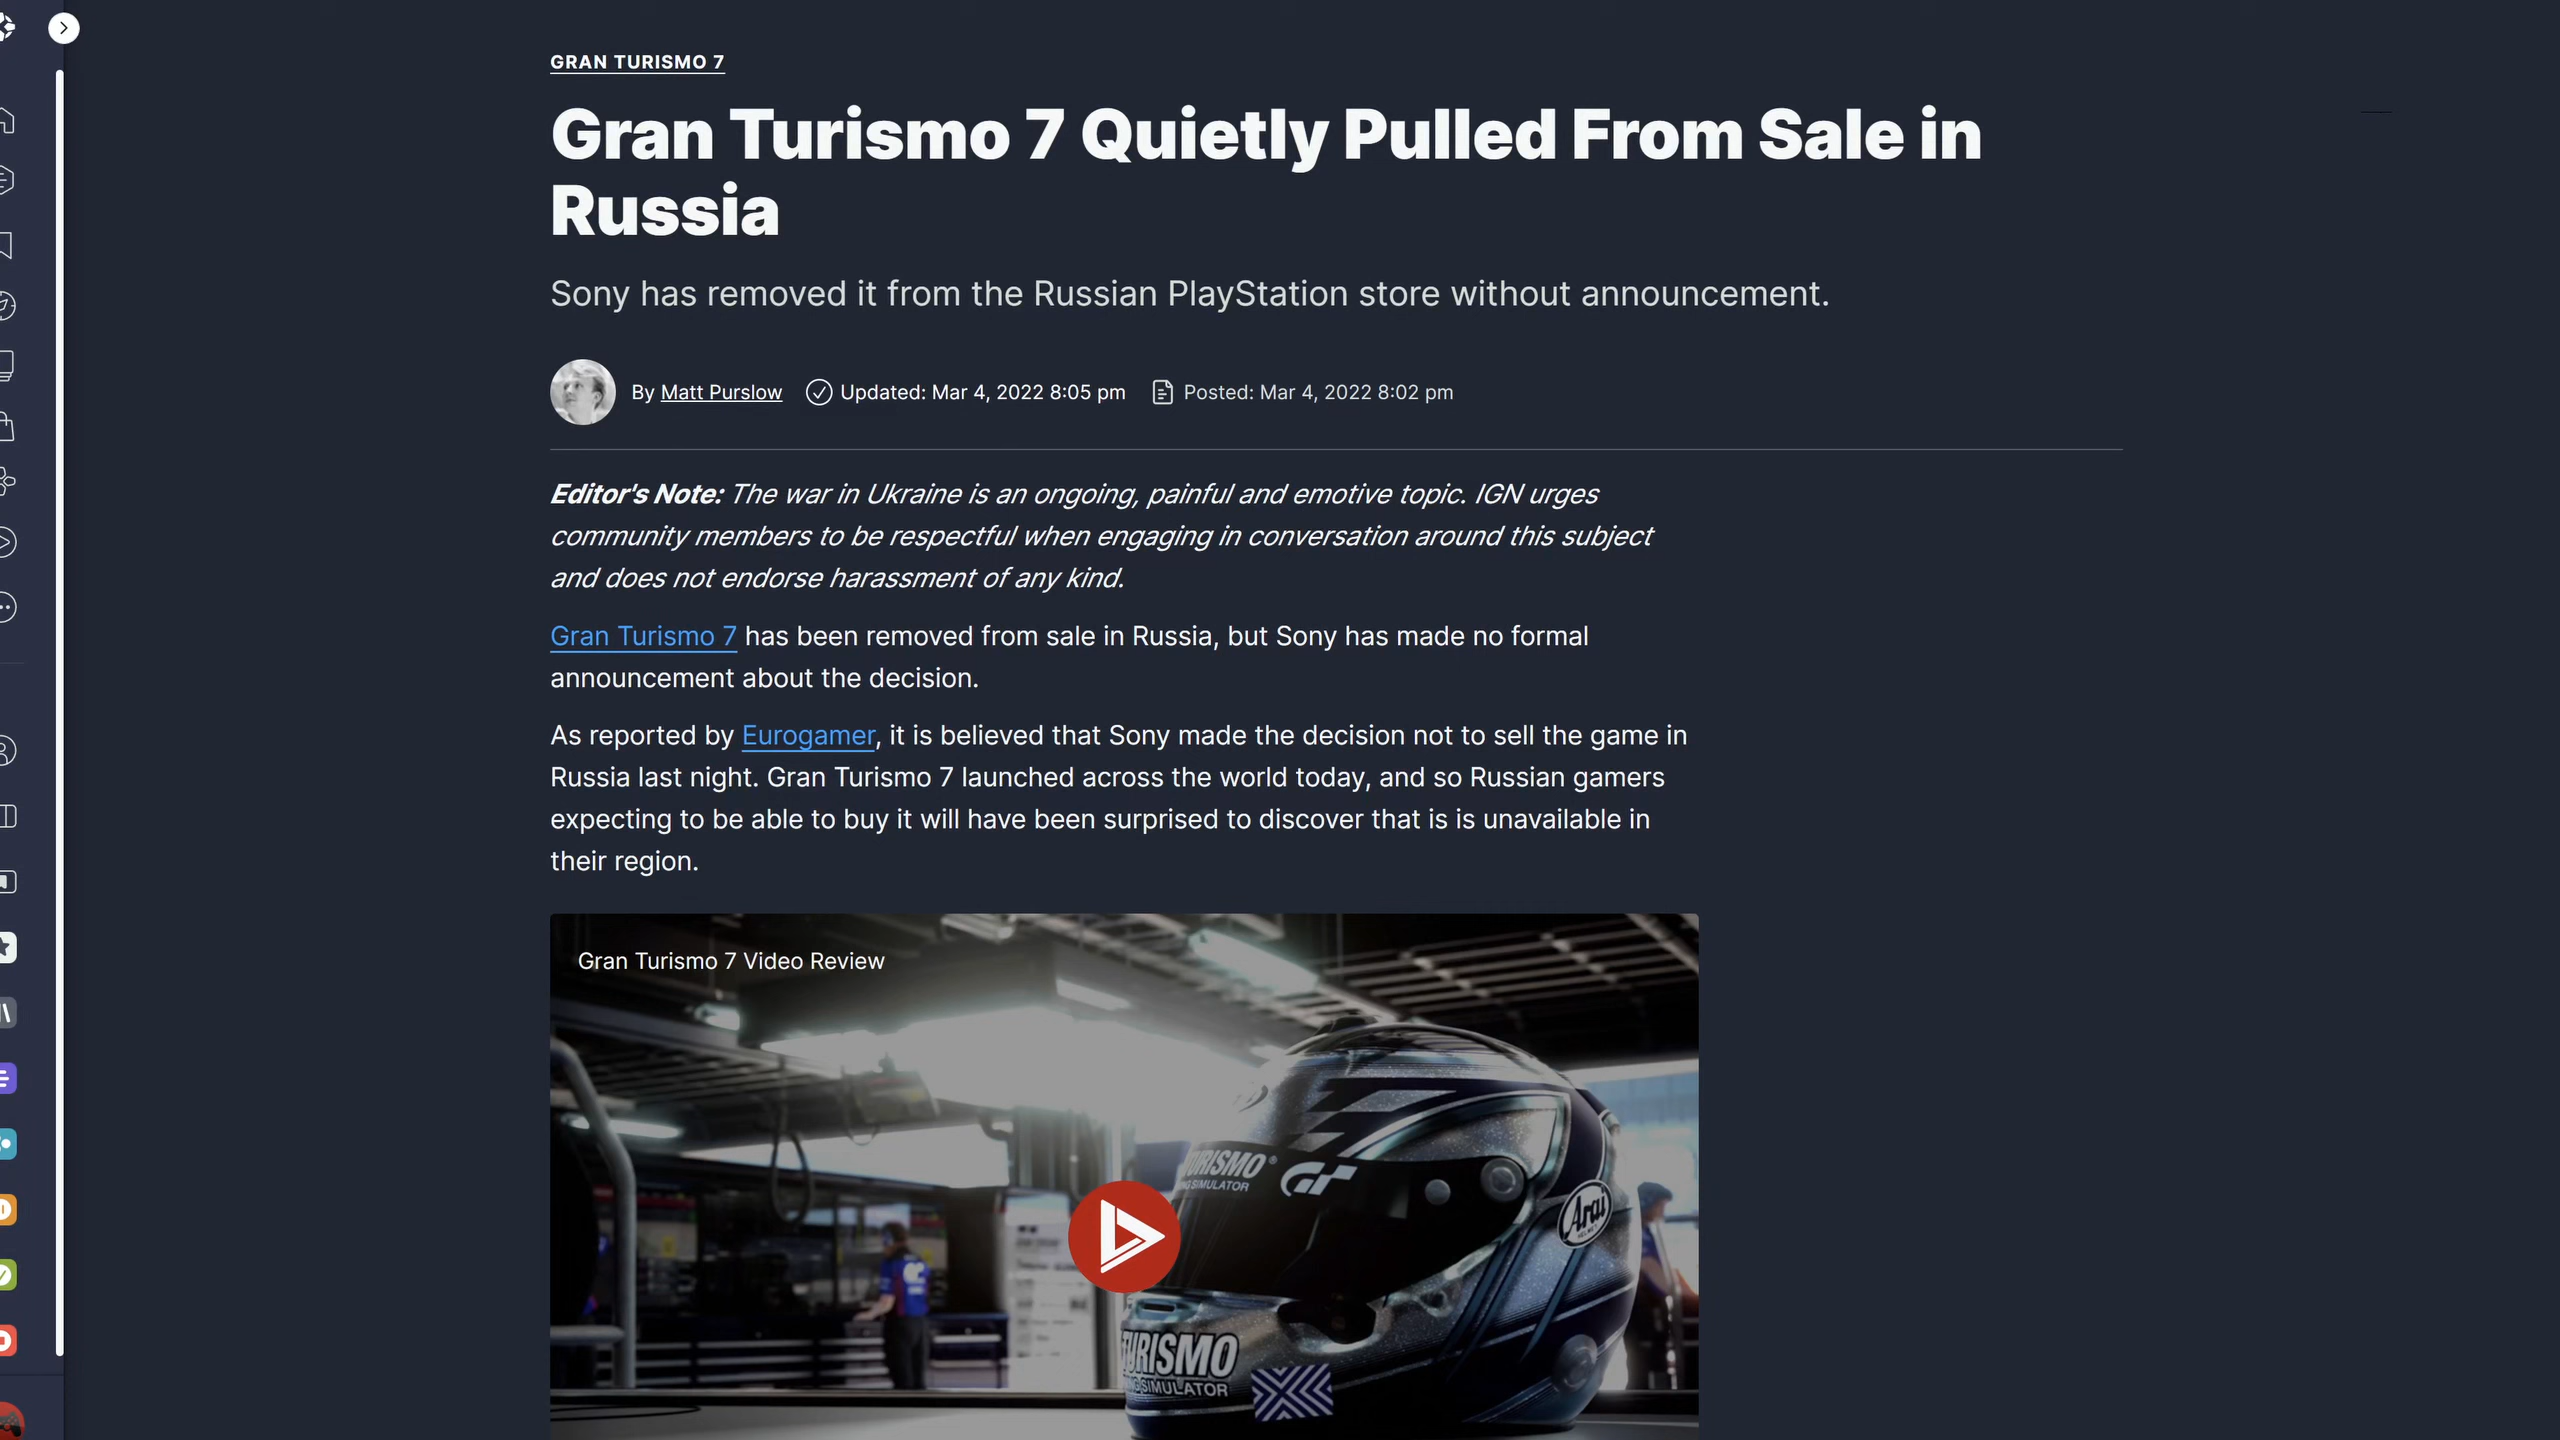 GRAN TURISMO 7
Gran Turismo 7 Quietly Pulled From Sale in
Russia
Sony has removed it from the Russian PlayStation store without announcement.
By Matt Purslow Updated: Mar 4, 2022 8:05 pm Posted: Mar 4, 2022 8:02 pm
Editor's Note: The war in Ukraine is an ongoing, painful and emotive topic. IGN urges
community members to be respectful when engaging in conversation around this subject
and does not endorse harassment of any kind.
Gran Turismo 7 has been removed from sale in Russia, but Sony has made no formal
announcement about the decision.
As reported by Eurogamer, it is believed that Sony made the decision not to sell the game in
Russia last night. Gran Turismo 7 launched across the world today, and so Russian gamers
expecting to be able to buy it will have been surprised to discover that is is unavailable in
their region.
Gran Turismo 7 Video Review
URISMO®
SIMULATOR
GT
Arai
TURISMO
SIMULATOR